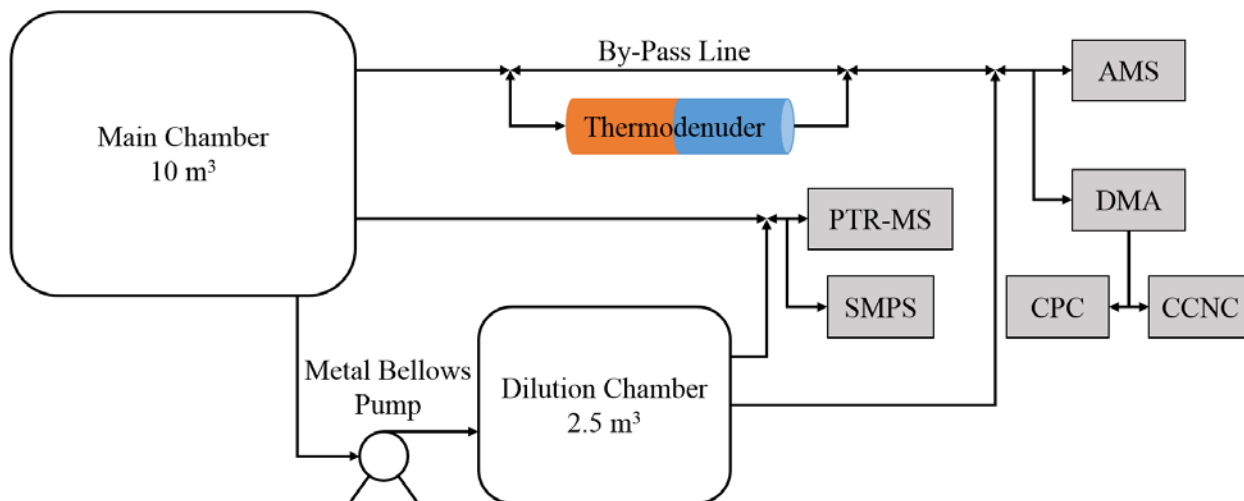 By-Pass Line
AMS
Main Chamber
10 m³
Thermodenuder
DMA
PTR-MS
SMPS
CPC
CCNC
Metal Bellows
Pump
Dilution Chamber
2.5 m³